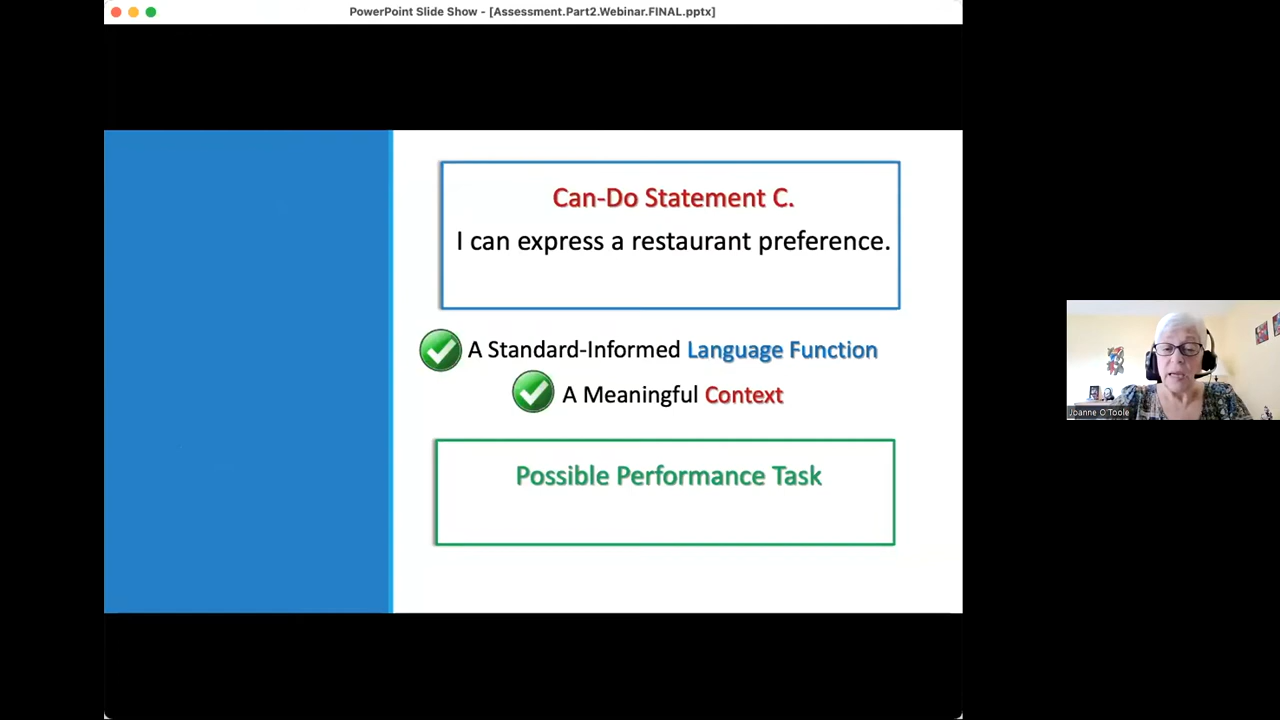 PowerPoint Slide Show - [Assessment.Part2.Webinar.FINAL.pptx]
Can-Do Statement C.
I can express a restaurant preference.
A Standard-Informed Language Function
A Meaningful Context
Possible Performance Task
Joanne O'Toole